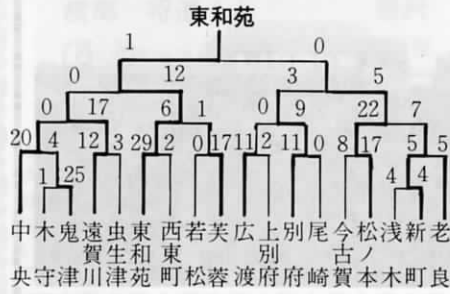 東和苑
1 0
0 12 3 5
0 17 6 1 0 9 22 7
20 4 12 3 29 2 0 17 11 2 11 0 8 17 5 5
1 25 4 4
中央
木守
鬼津
遠賀川
虫生津
東和苑
西東町
若松
芙蓉
広渡
上別府
別府
尾崎
今古賀
松ノ本
浅木
新町
老良